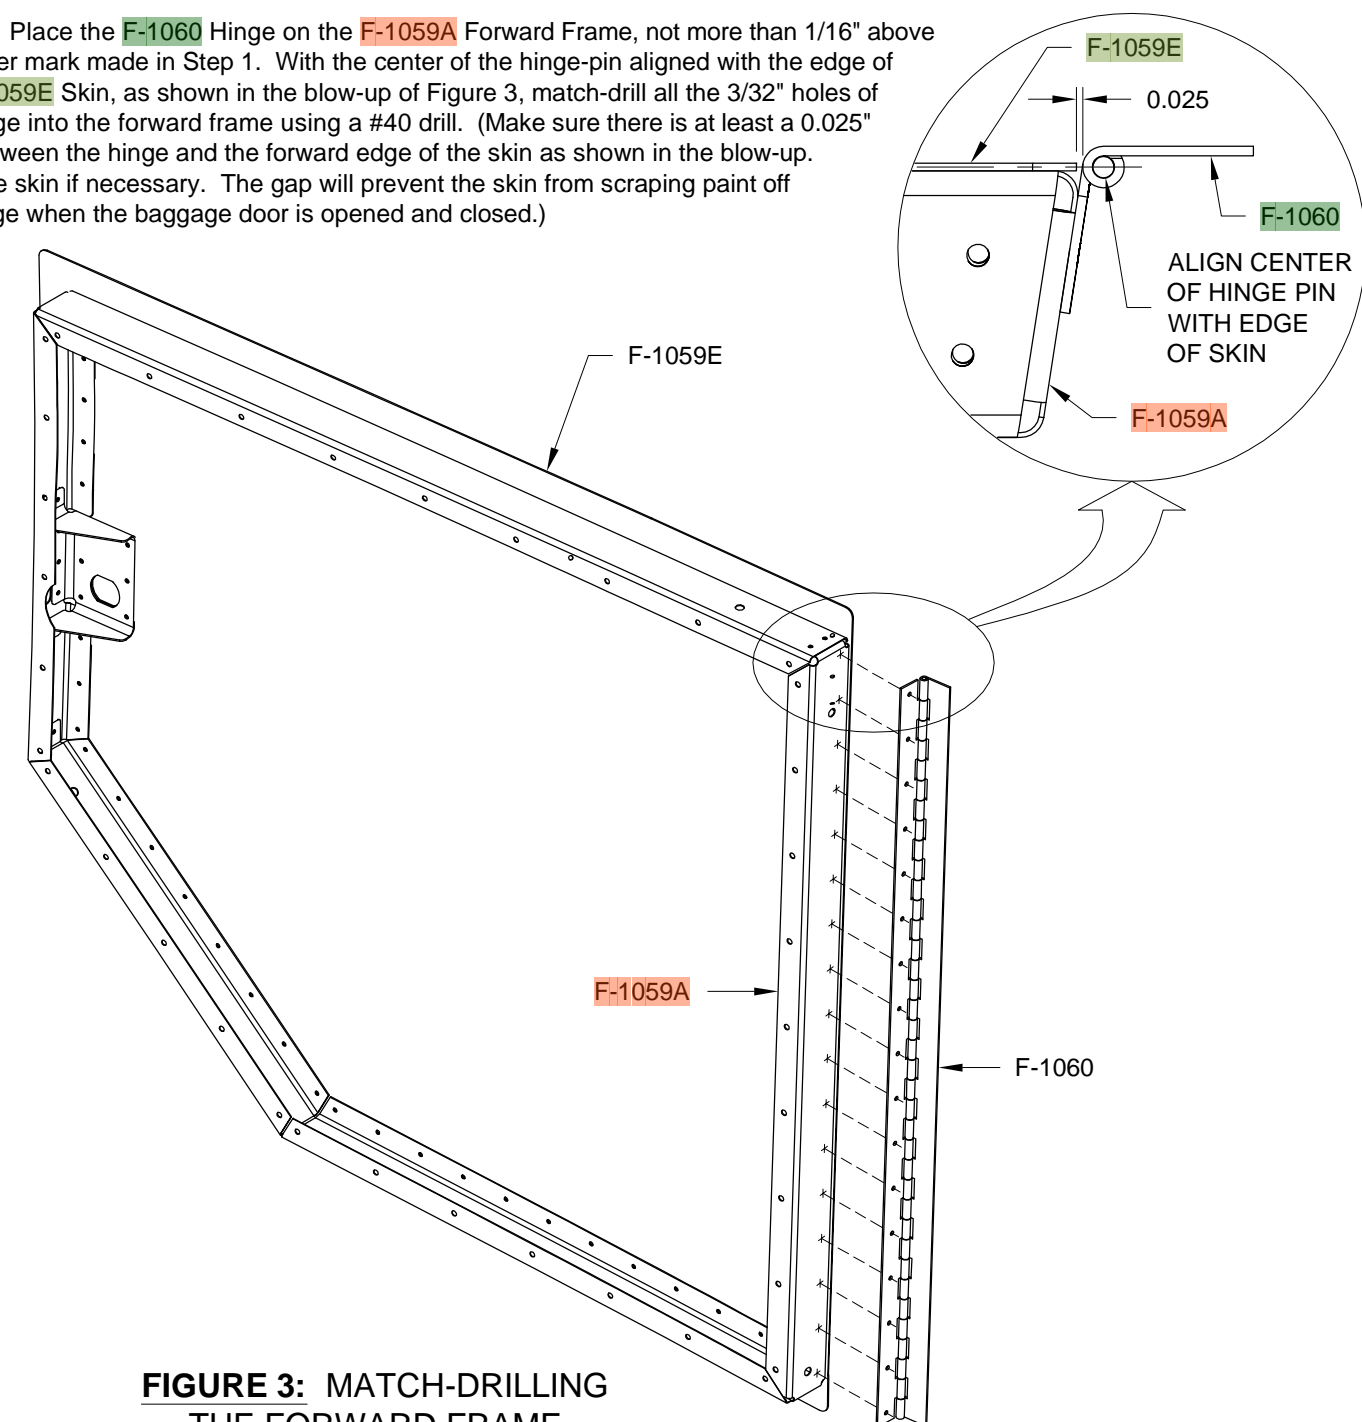 Place the F-1060 Hinge on the F-1059A Forward Frame, not more than 1/16" above
er mark made in Step 1. With the center of the hinge-pin aligned with the edge of
059E Skin, as shown in the blow-up of Figure 3, match-drill all the 3/32" holes of
ge into the forward frame using a #40 drill. (Make sure there is at least a 0.025"
ween the hinge and the forward edge of the skin as shown in the blow-up.
e skin if necessary. The gap will prevent the skin from scraping paint off
ge when the baggage door is opened and closed.)
F-1059E
0.025
F-1060
ALIGN CENTER
OF HINGE PIN
WITH EDGE
OF SKIN
F-1059A
F-1059E
F-1059A
F-1060
FIGURE 3: MATCH-DRILLING
THE FORWARD FRAME